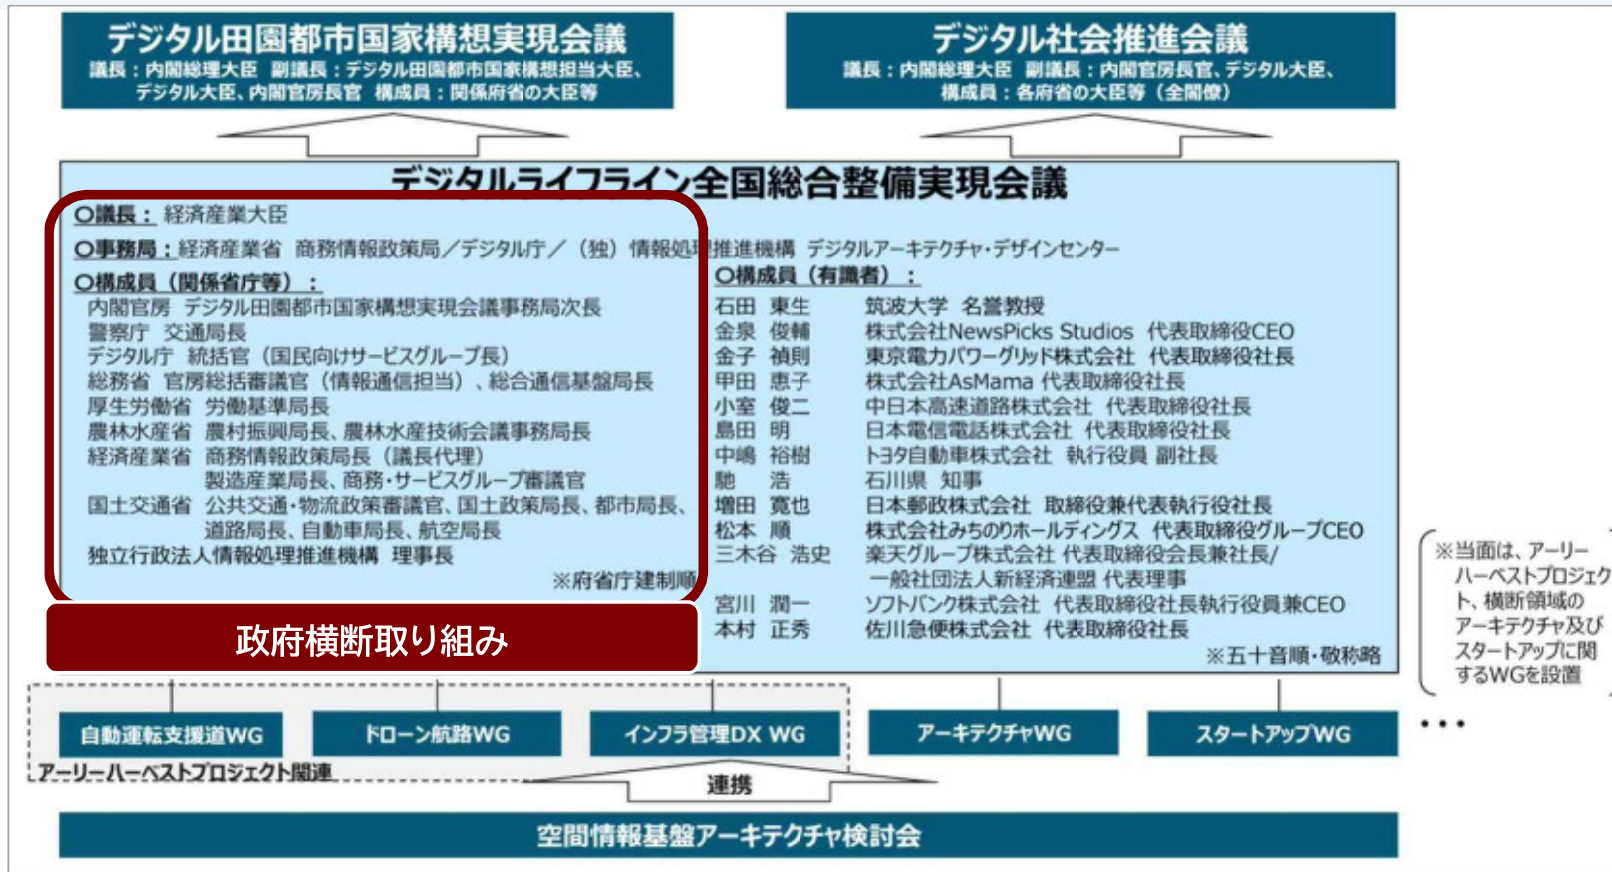 デジタル田園都市国家構想実現会議
議長：内閣総理大臣 副議長：デジタル田園都市国家構想担当大臣、
デジタル大臣、内閣官房長官 構成員：関係府省の大臣等
デジタル社会推進会議
議長：内閣総理大臣 副議長：内閣官房長官、デジタル大臣、
構成員：各府省の大臣等（全閣僚）
デジタルライフライン全国総合整備実現会議
○議長： 経済産業大臣
○事務局：経済産業省 商務情報政策局／デジタル庁／（独）情報処理推進機構 デジタルアーキテクチャ・デザインセンター
○構成員（関係省庁等）：
内閣官房 デジタル田園都市国家構想実現会議事務局次長
警察庁 交通局長
デジタル庁 統括官（国民向けサービスグループ長）
総務省 官房総括審議官（情報通信担当）、総合通信基盤局長
厚生労働省 労働基準局長
農林水産省 農村振興局長、農林水産技術会議事務局長
経済産業省 商務情報政策局長（議長代理）
製造産業局長、商務・サービスグループ審議官
国土交通省 公共交通・物流政策審議官、国土政策局長、都市局長、
道路局長、自動車局長、航空局長
独立行政法人情報処理推進機構 理事長
※府省庁建制順
政府横断取り組み
○構成員（有識者）：
石田 東生 筑波大学 名誉教授
金泉 俊輔 株式会社NewsPicks Studios 代表取締役CEO
金子 禎則 東京電力パワーグリッド株式会社 代表取締役社長
甲田 恵子 株式会社AsMama 代表取締役社長
小室 俊二 中日本高速道路株式会社 代表取締役社長
島田 明 日本電信電話株式会社 代表取締役社長
中嶋 裕樹 トヨタ自動車株式会社 執行役員 副社長
馳 浩 石川県 知事
増田 寛也 日本郵政株式会社 取締役兼代表執行役社長
松本 順 株式会社みちのりホールディングス 代表取締役グループCEO
三木谷 浩史 楽天グループ株式会社 代表取締役会長兼社長/
一般社団法人新経済連盟 代表理事
宮川 潤一 ソフトバンク株式会社 代表取締役社長執行役員兼CEO
本村 正秀 佐川急便株式会社 代表取締役社長
※五十音順・敬称略
※当面は、アーリー
ハーベストプロジェク
ト、横断領域の
アーキテクチャ及び
スタートアップに関
するWGを設置
自動運転支援道WG
ドローン航路WG
インフラ管理DX WG
アーキテクチャWG
スタートアップWG
・・・
アーリーハーベストプロジェクト関連
連携
空間情報基盤アーキテクチャ検討会